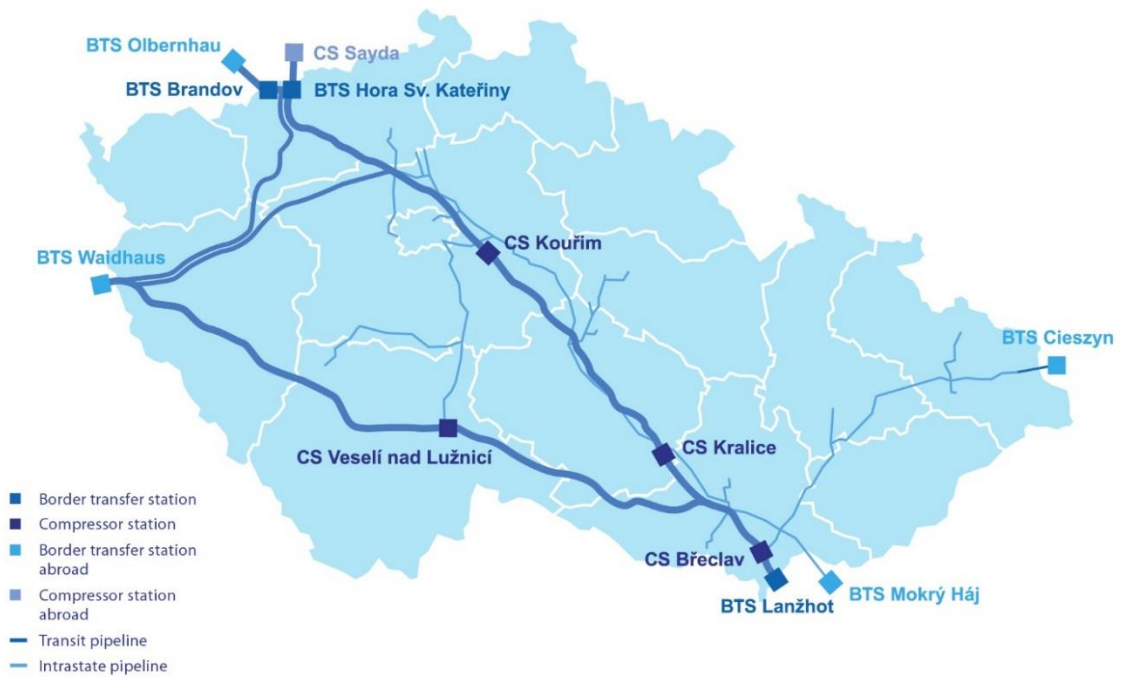 BTS Olbernhau
CS Sayda
BTS Brandov
BTS Hora Sv. Kateřiny
CS Kouřim
BTS Waidhaus
BTS Cieszyn
CS Veselí nad Lužnicí
CS Kralice
CS Břeclav
BTS Mokrý Háj
BTS Lanžhot
Border transfer station
Compressor station
Border transfer station
abroad
Compressor station
abroad
Transit pipeline
Intrastate pipeline